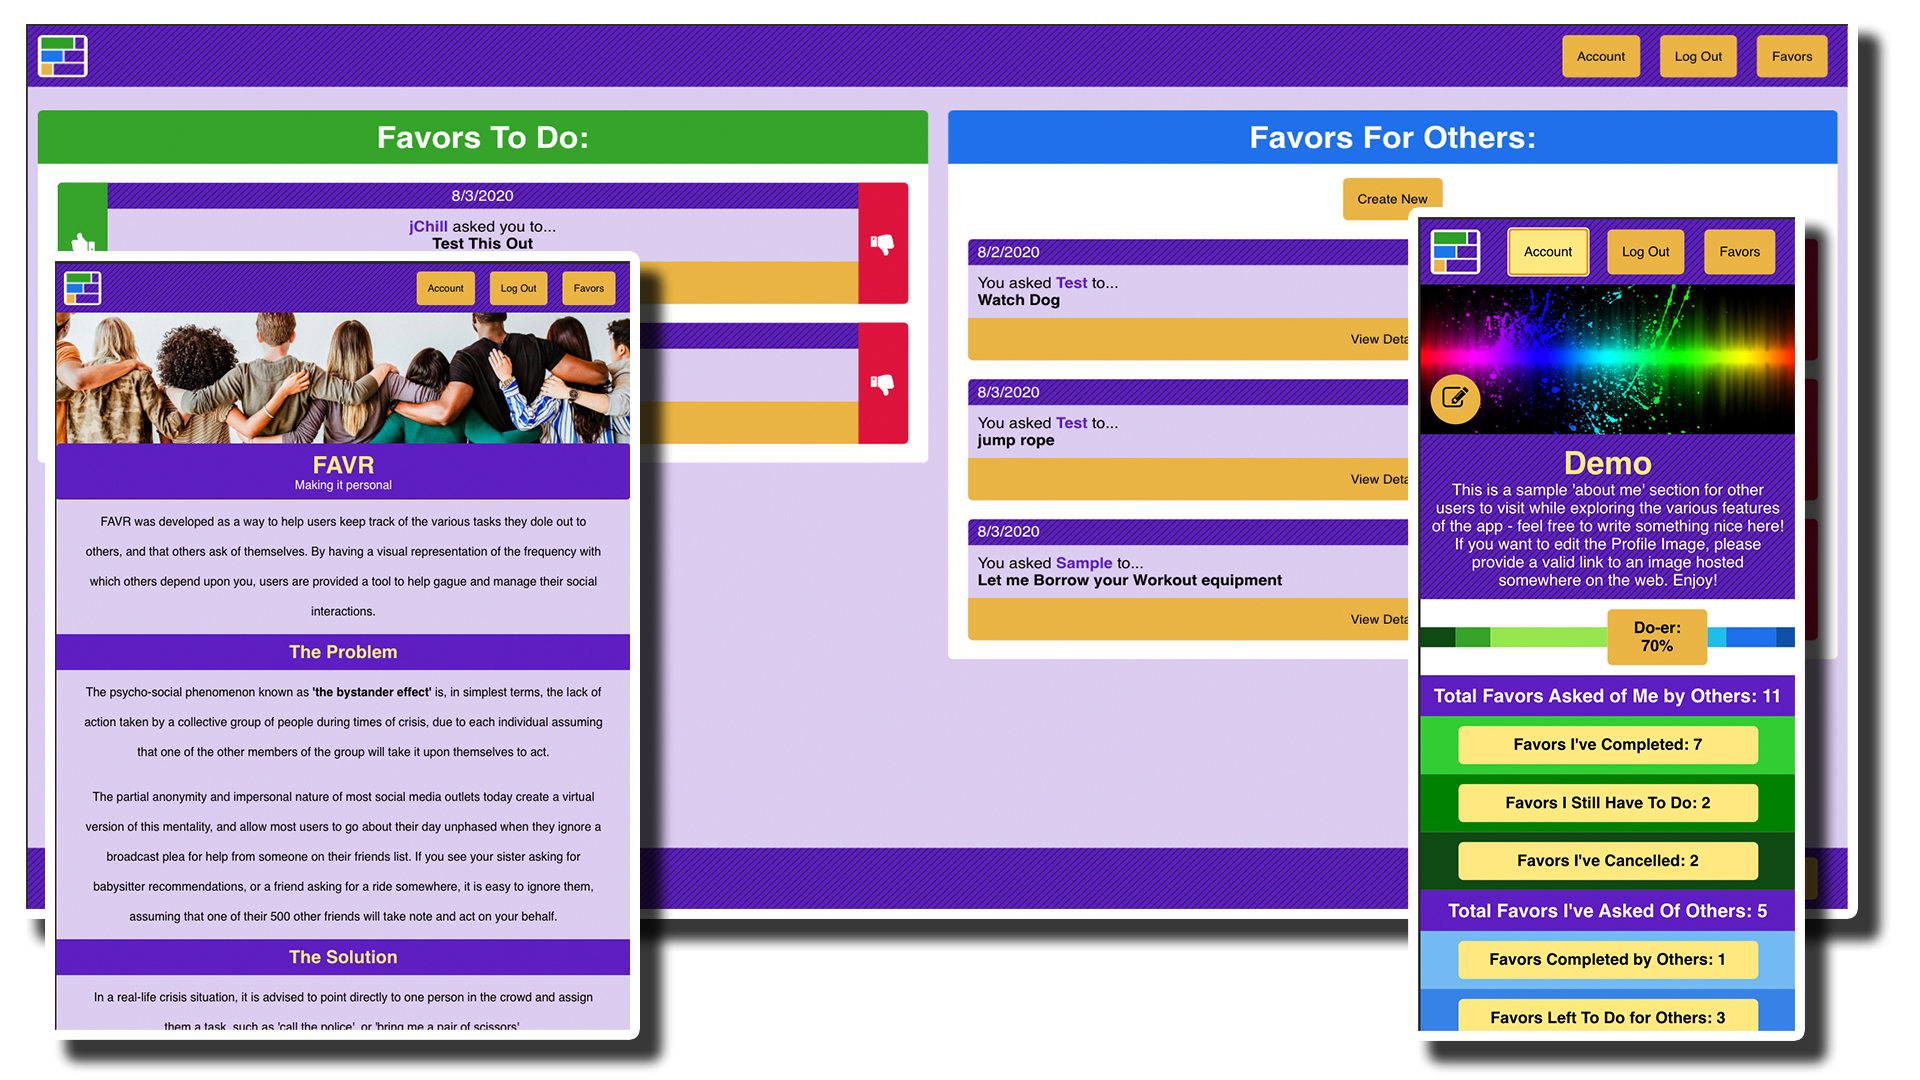 Account
Log Out
Favors
Favors To Do:
8/3/2020
jChill asked you to...
Test This Out
Favors For Others:
Create New
8/2/2020
You asked Test to...
Watch Dog
View Deta
8/3/2020
You asked Test to...
jump rope
View Deta
8/3/2020
You asked Sample to...
Let me Borrow your Workout equipment
View Deta
Account
Log Out
Favors
FAVR
Making it personal
FAVR was developed as a way to help users keep track of the various tasks they dole out to
others, and that others ask of themselves. By having a visual representation of the frequency with
which others depend upon you, users are provided a tool to help gague and manage their social
interactions.
The Problem
The psycho-social phenomenon known as 'the bystander effect' is, in simplest terms, the lack of
action taken by a collective group of people during times of crisis, due to each individual assuming
that one of the other members of the group will take it upon themselves to act.
The partial anonymity and impersonal nature of most social media outlets today create a virtual
version of this mentality, and allow most users to go about their day unphased when they ignore a
broadcast plea for help from someone on their friends list. If you see your sister asking for
babysitter recommendations, or a friend asking for a ride somewhere, it is easy to ignore them,
assuming that one of their 500 other friends will take note and act on your behalf.
The Solution
In a real-life crisis situation, it is advised to point directly to one person in the crowd and assign
them a task, such as 'call the police', or 'bring me a pair of scissors'.
Account
Log Out
Favors
Demo
This is a sample 'about me' section for other
users to visit while exploring the various features
of the app - feel free to write something nice here!
If you want to edit the Profile Image, please
provide a valid link to an image hosted
somewhere on the web. Enjoy!
Do-er:
70%
Total Favors Asked of Me by Others: 11
Favors I've Completed: 7
Favors I Still Have To Do: 2
Favors I've Cancelled: 2
Total Favors I've Asked Of Others: 5
Favors Completed by Others: 1
Favors Left To Do for Others: 3